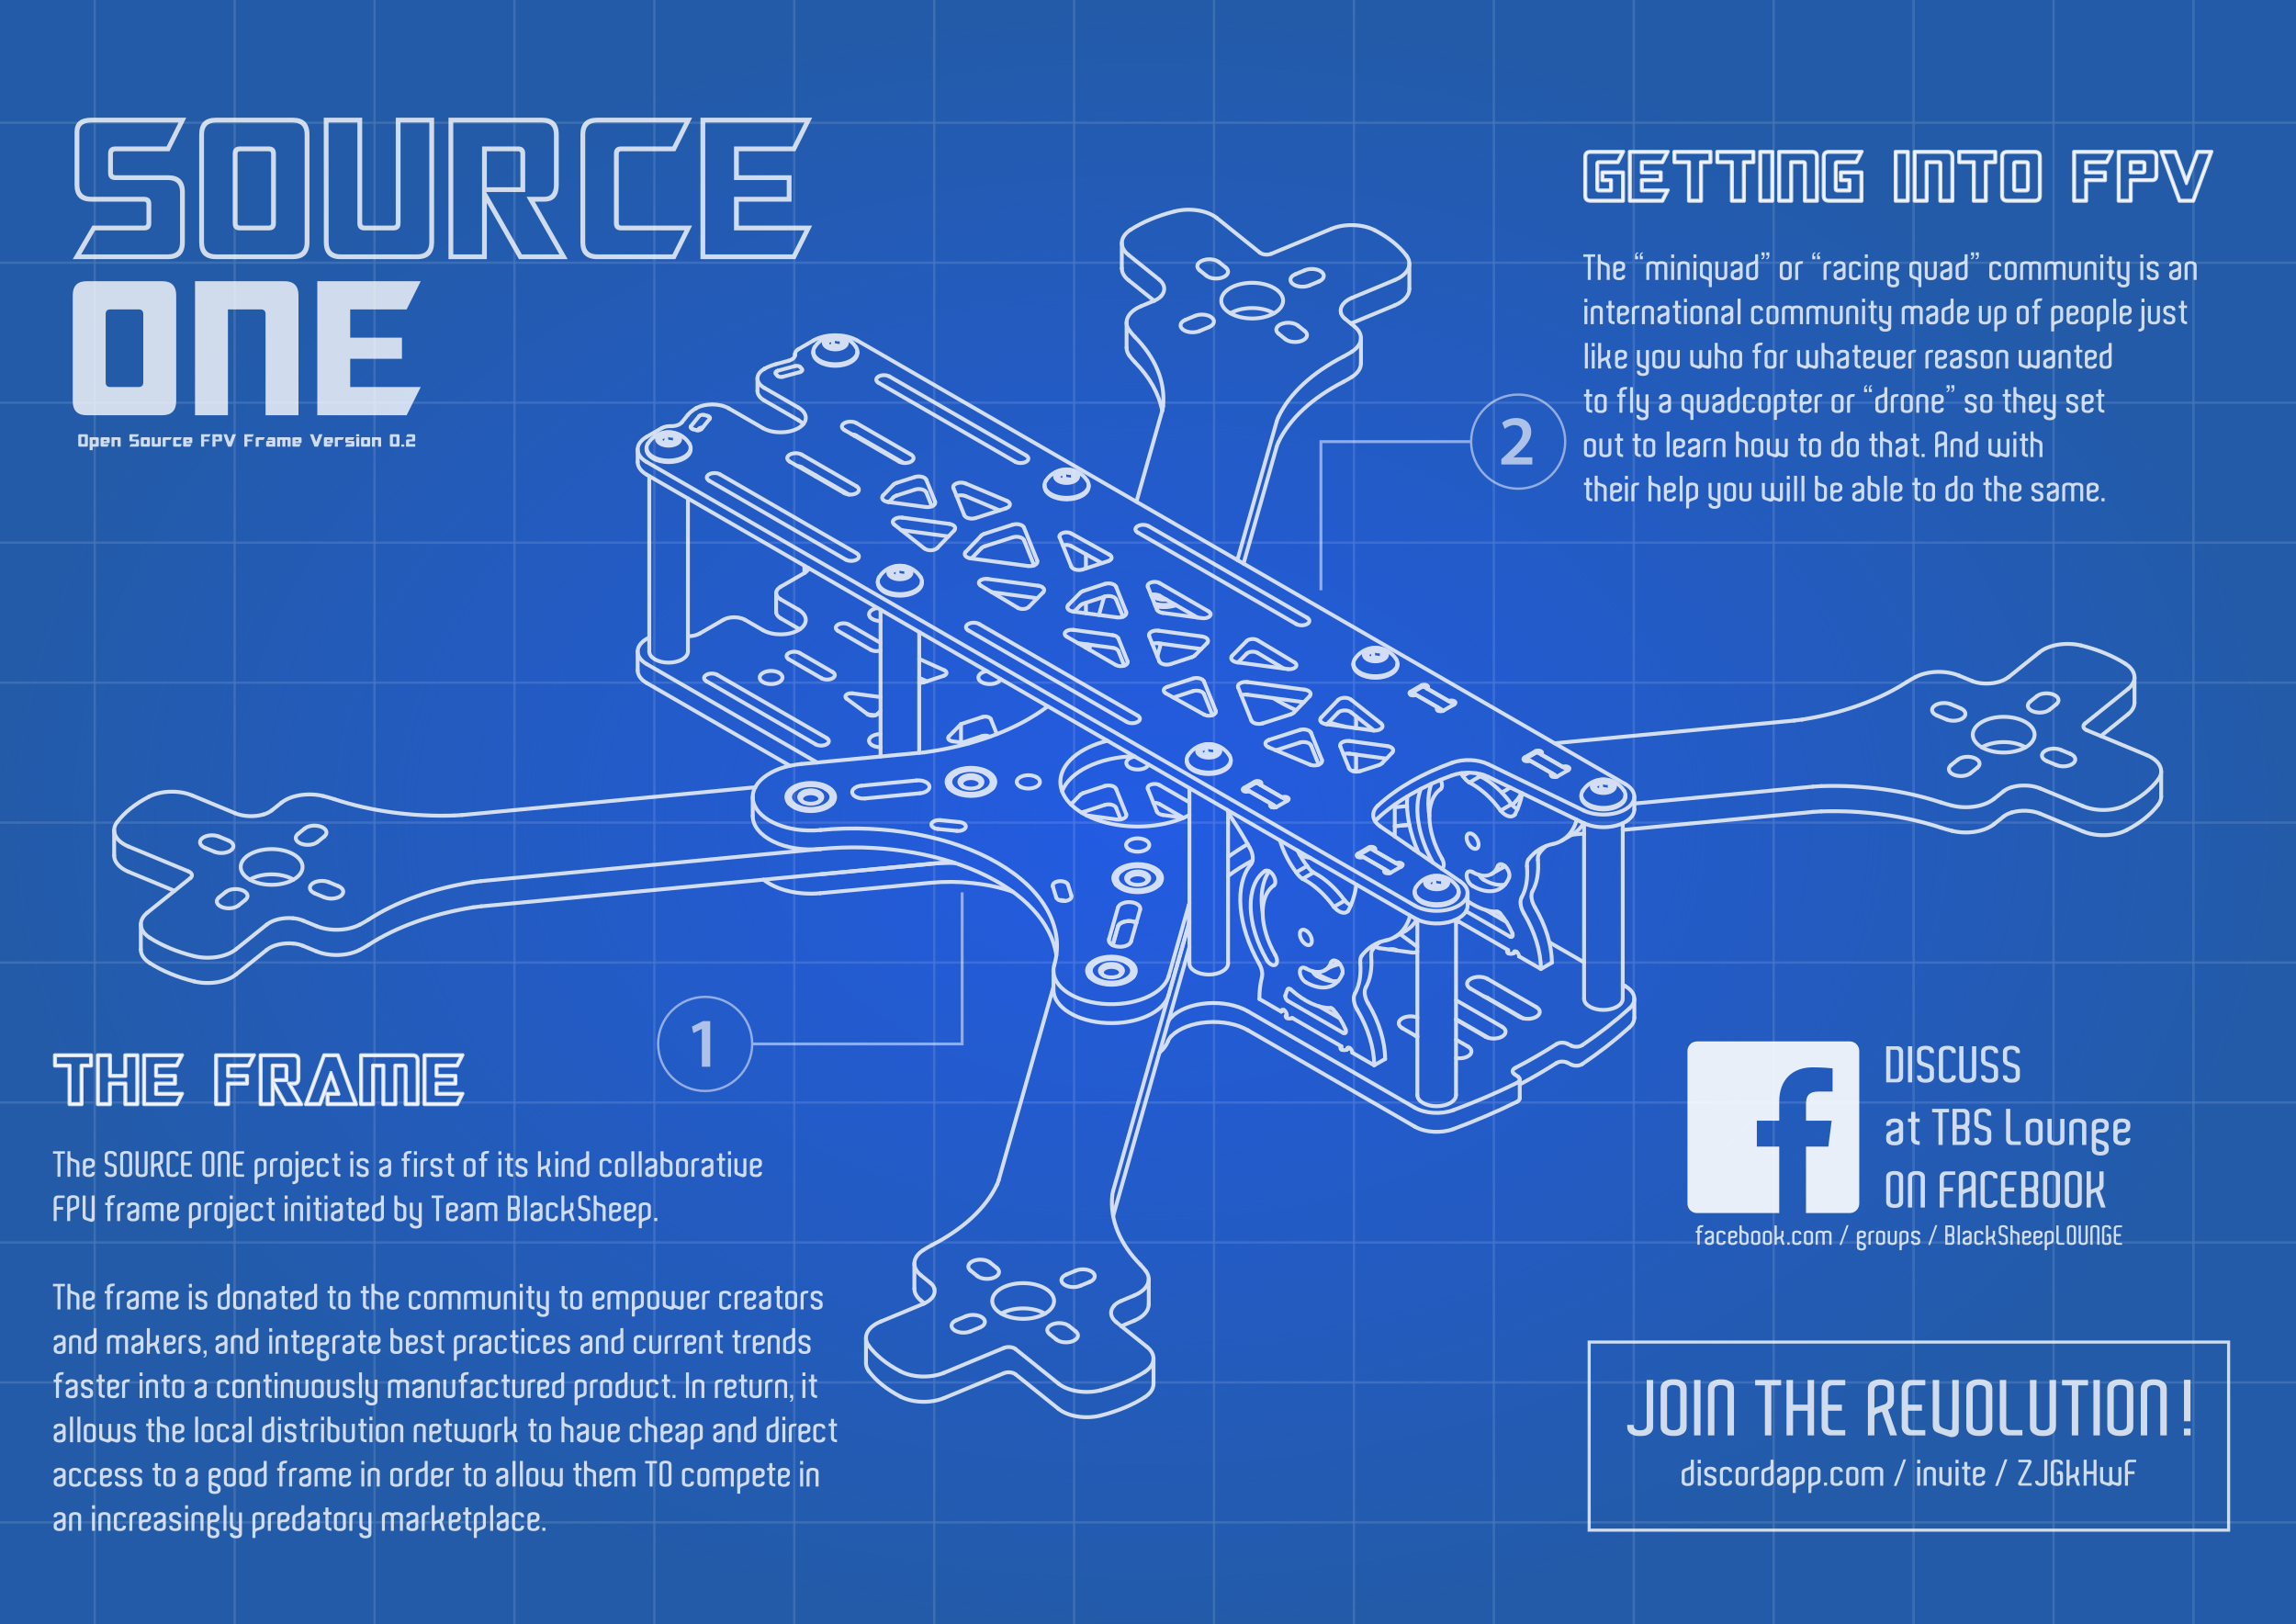 SOURCE
ONE
Open Source FPV Frame Version 0.2
GETTING INTO FPV
The “miniquad” or “racing quad” community is an
international community made up of people just
like you who for whatever reason wanted
to fly a quadcopter or “drone” so they set
out to learn how to do that. And with
their help you will be able to do the same.
2
1
THE FRAME
The SOURCE ONE project is a first of its kind collaborative
FPV frame project initiated by Team BlackSheep.
The frame is donated to the community to empower creators
and makers, and integrate best practices and current trends
faster into a continuously manufactured product. In return, it
allows the local distribution network to have cheap and direct
access to a good frame in order to allow them TO compete in
an increasingly predatory marketplace.
f
DISCUSS
at TBS Lounge
ON FACEBOOK
facebook.com / groups / BlackSheepLOUNGE
JOIN THE REVOLUTION!
discordapp.com / invite / ZJGkHwF